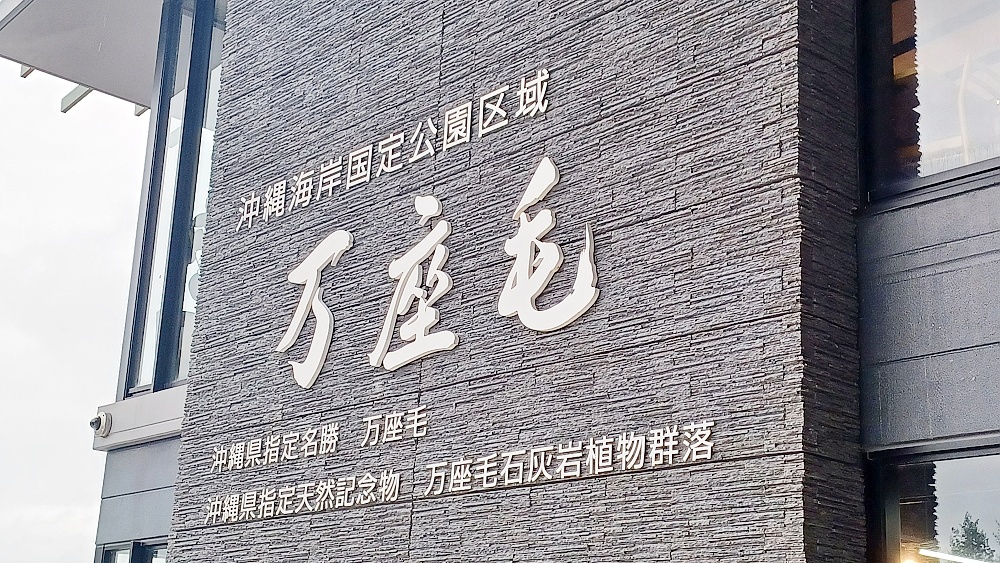 沖縄海岸国定公園区域
万座毛
沖縄県指定名勝　万座毛
沖縄県指定天然記念物　万座毛石灰岩植物群落